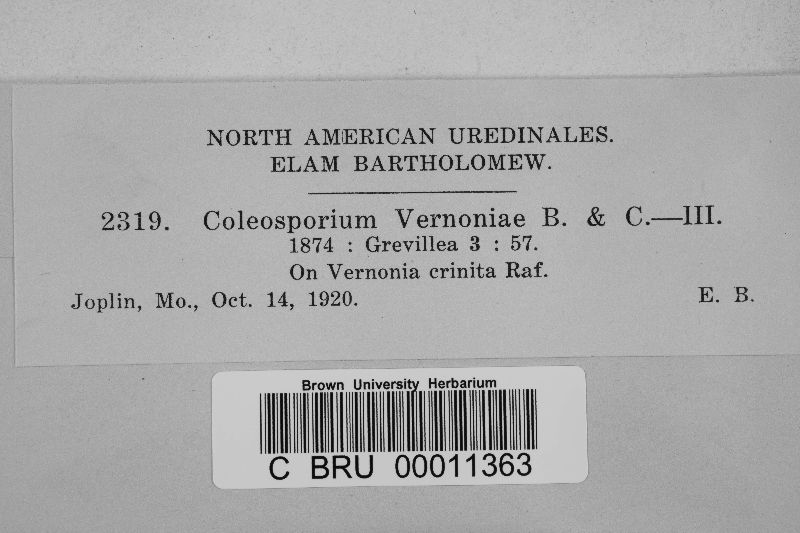 NORTH AMERICAN UREDINALES.
ELAM BARTHOLOMEW.
2319. Coleosporium Vernoniae B. & C.—III.
1874 : Grevillea 3 : 57.
On Vernonia crinita Raf.
Joplin, Mo., Oct. 14, 1920. E. B.
Brown University Herbarium
C BRU 00011363